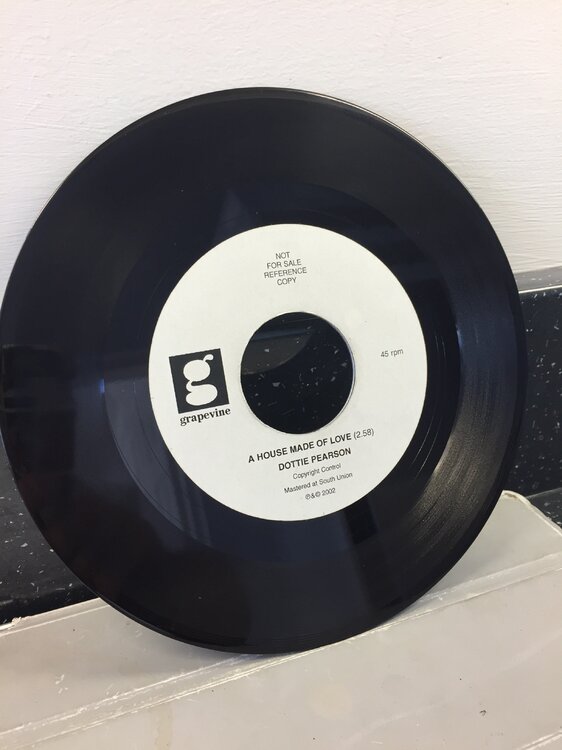 NOT
FOR SALE
REFERENCE
COPY
45 rpm
g
grapevine
A HOUSE MADE OF LOVE (2.58)
DOTTIE PEARSON
Copyright Control
Mastered at South Union
℗&© 2002